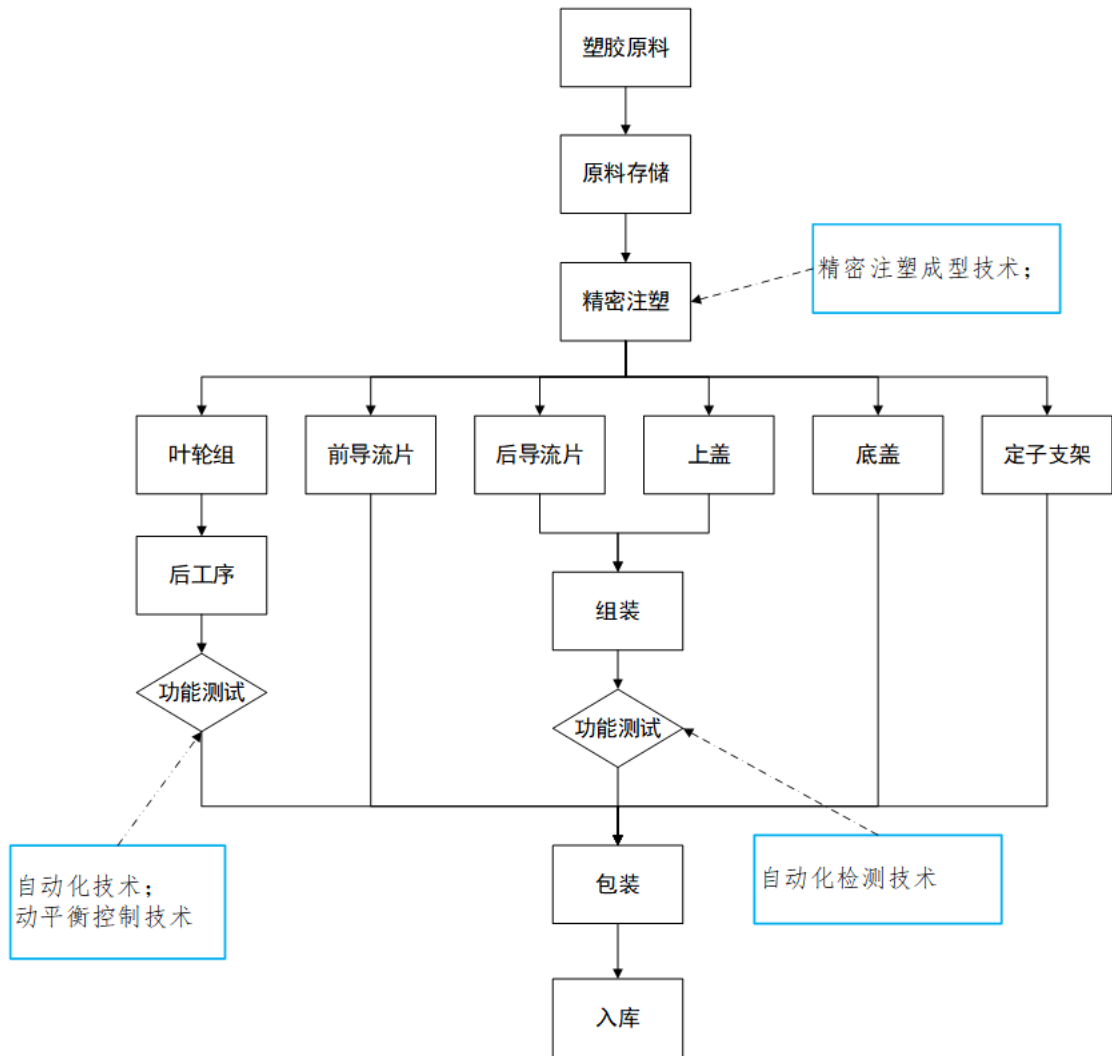 塑胶原料
原料存储
精密注塑成型技术；
精密注塑
叶轮组
前导流片
后导流片
上盖
底盖
定子支架
后工序
组装
功能测试
功能测试
自动化技术；
动平衡控制技术
包装
自动化检测技术
入库